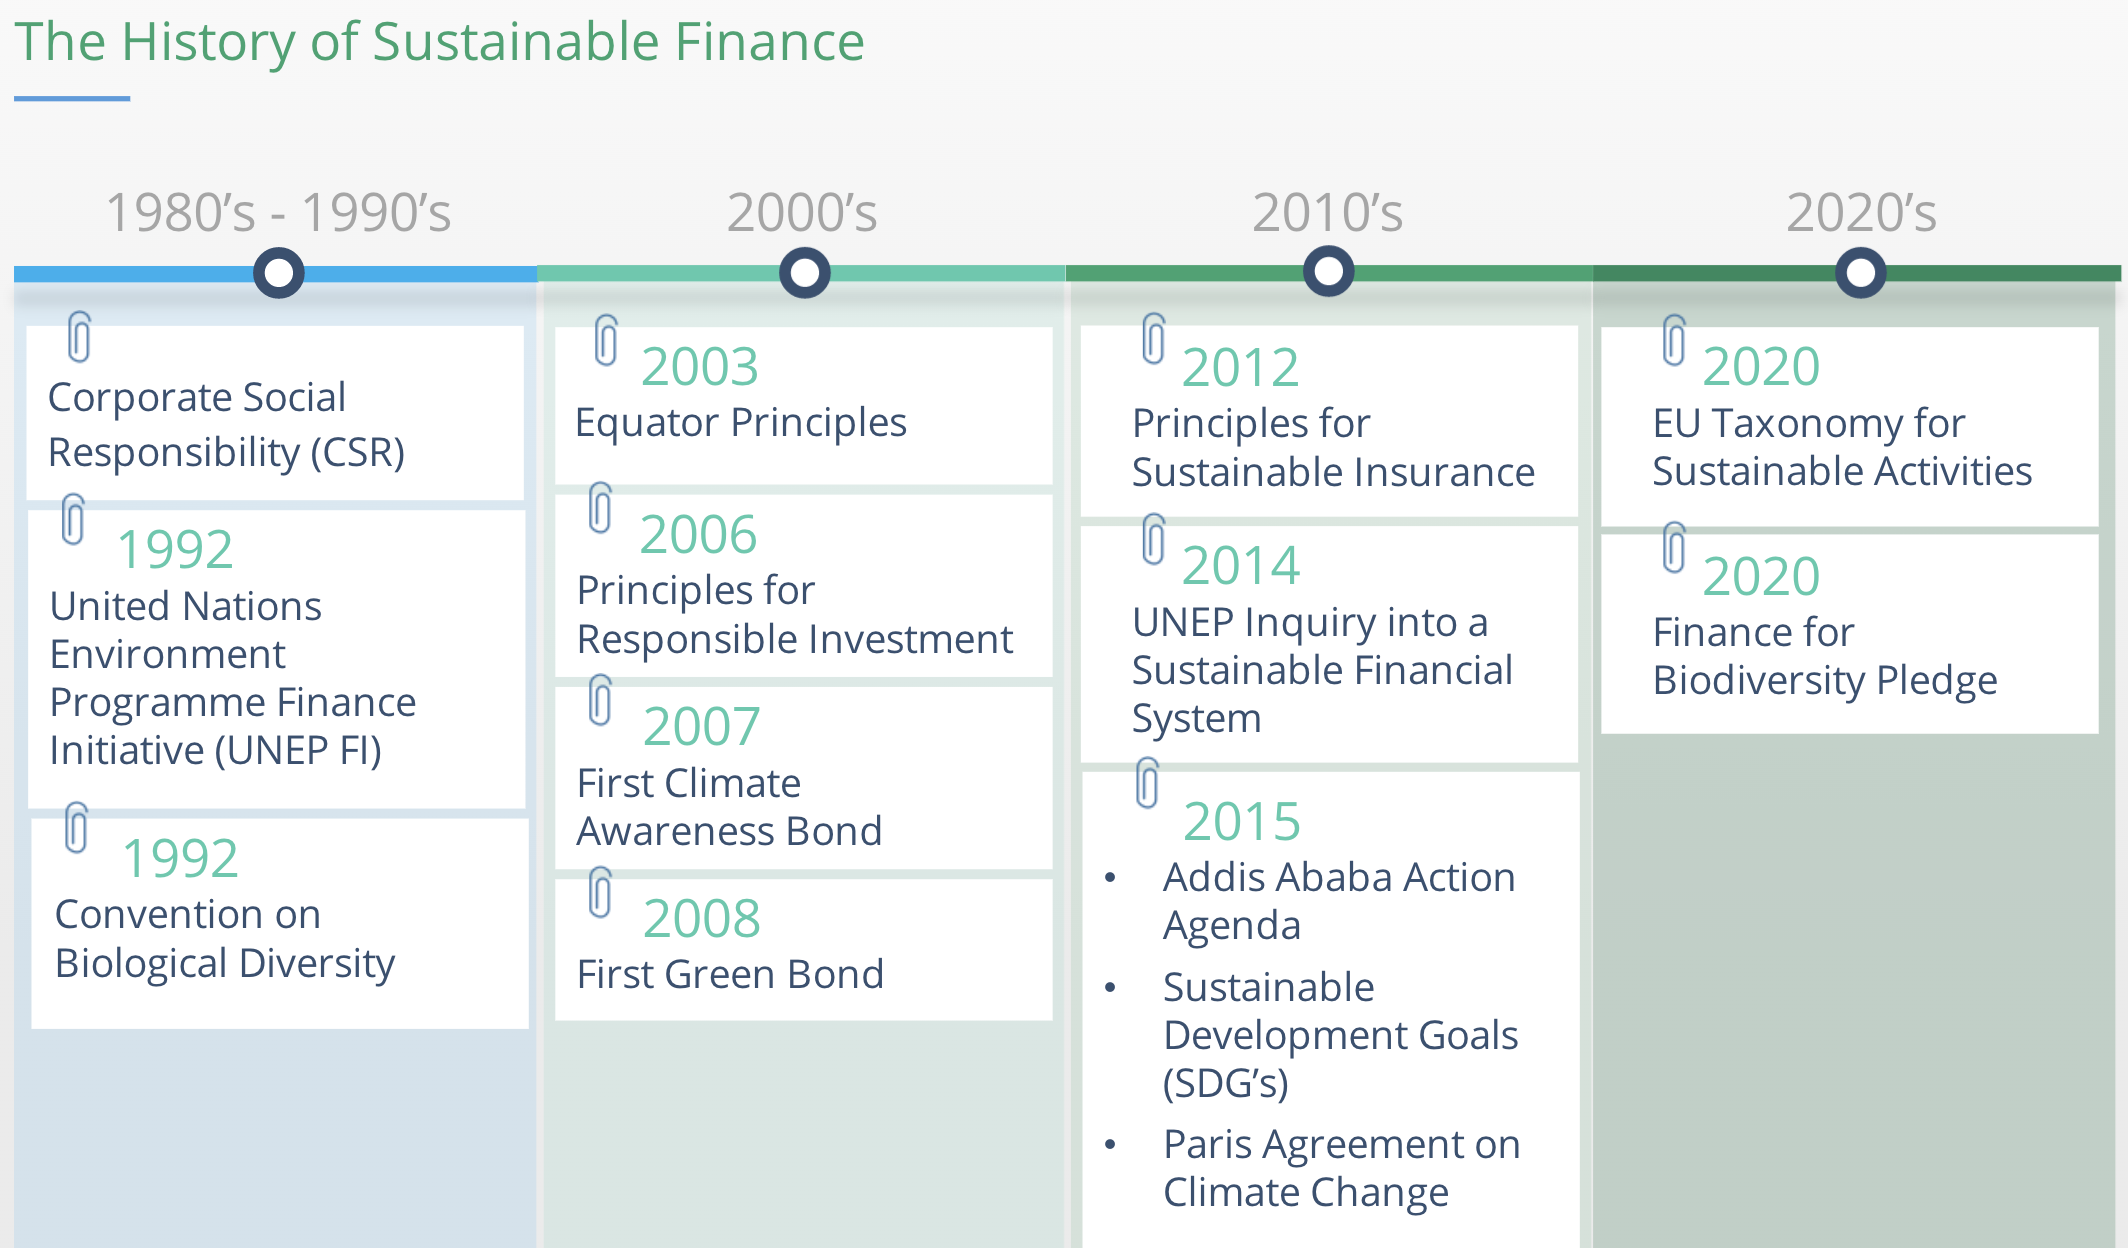 The History of Sustainable Finance
1980’s - 1990’s
Corporate Social
Responsibility (CSR)
1992
United Nations
Environment
Programme Finance
Initiative (UNEP FI)
1992
Convention on
Biological Diversity
2000’s
2003
Equator Principles
2006
Principles for
Responsible Investment
2007
First Climate
Awareness Bond
2008
First Green Bond
2010’s
2012
Principles for
Sustainable Insurance
2014
UNEP Inquiry into a
Sustainable Financial
System
2015
• Addis Ababa Action
Agenda
• Sustainable
Development Goals
(SDG’s)
• Paris Agreement on
Climate Change
2020’s
2020
EU Taxonomy for
Sustainable Activities
2020
Finance for
Biodiversity Pledge